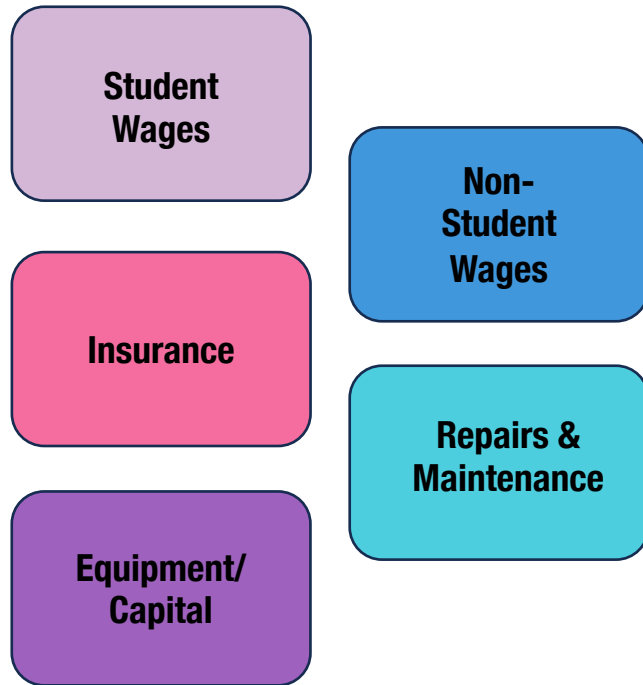 Student
Wages
Non-
Student
Wages
Insurance
Repairs &
Maintenance
Equipment/
Capital